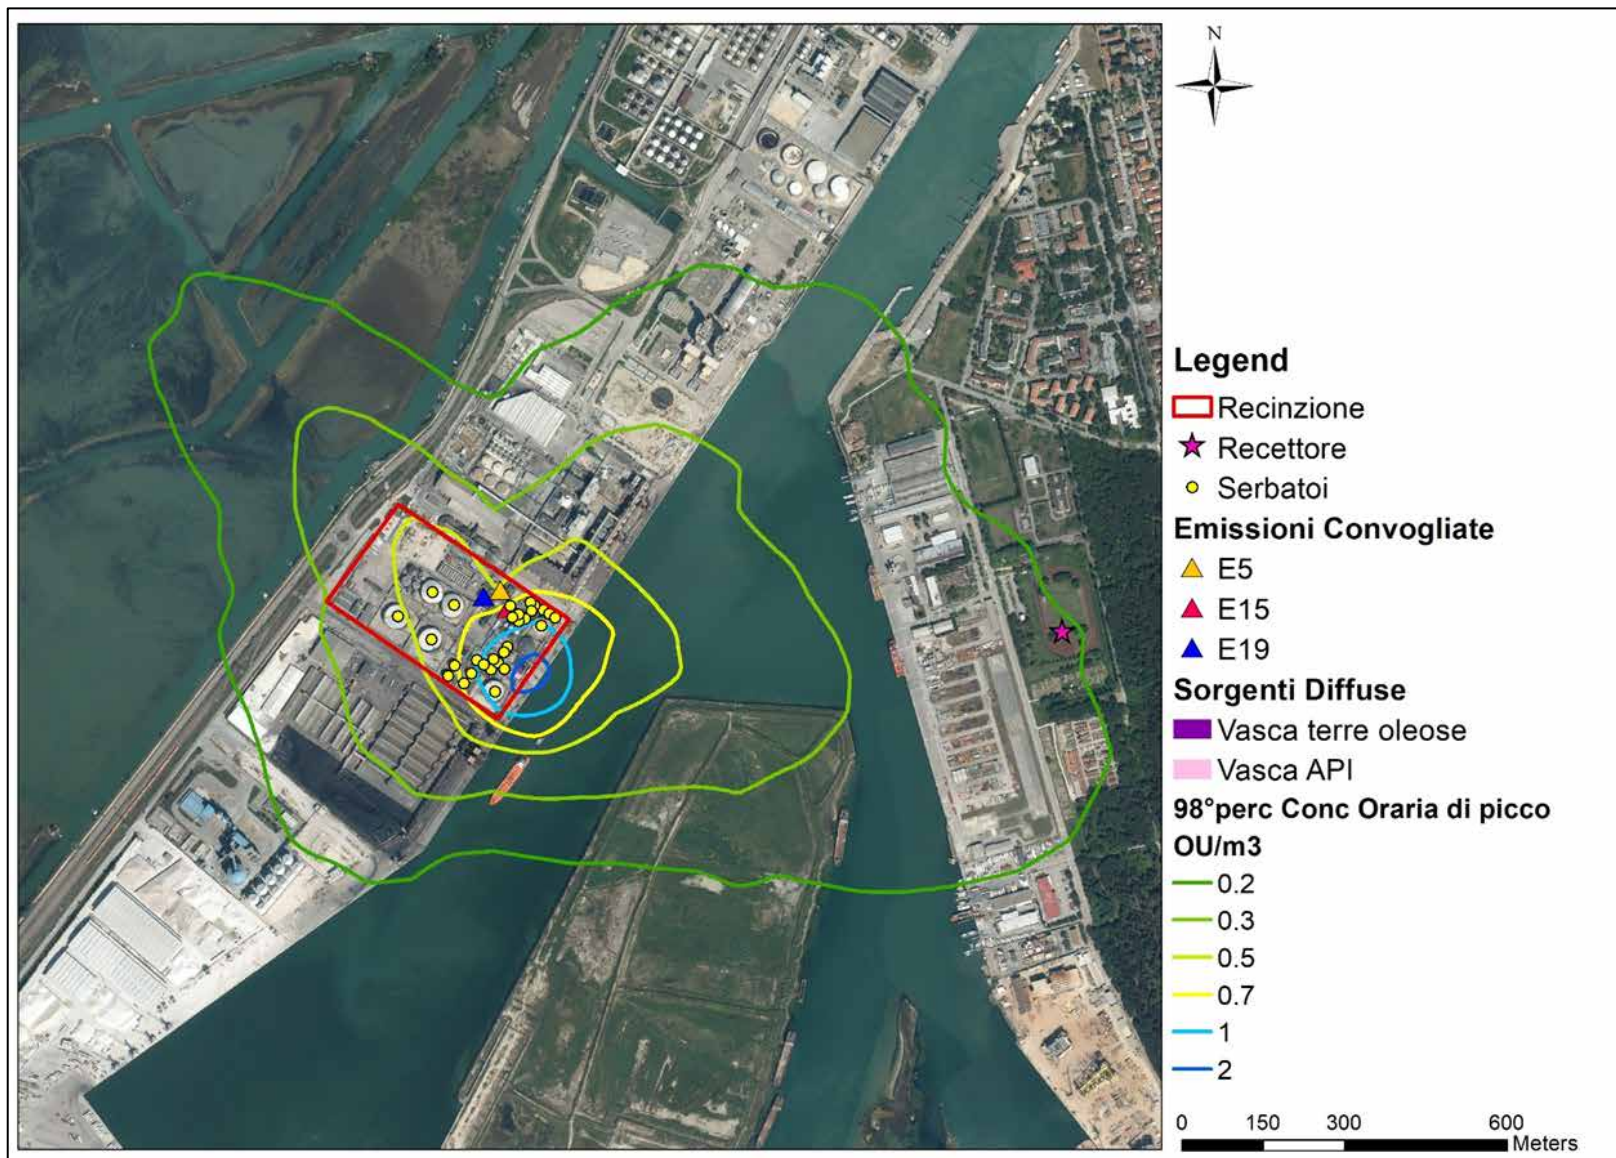 N
Legend
Recinzione
Recettore
Serbatoi
Emissioni Convogliate
E5
E15
E19
Sorgenti Diffuse
Vasca terre oleose
Vasca API
98°perc Conc Oraria di picco
OU/m3
0.2
0.3
0.5
0.7
1
2
0 150 300 600
Meters